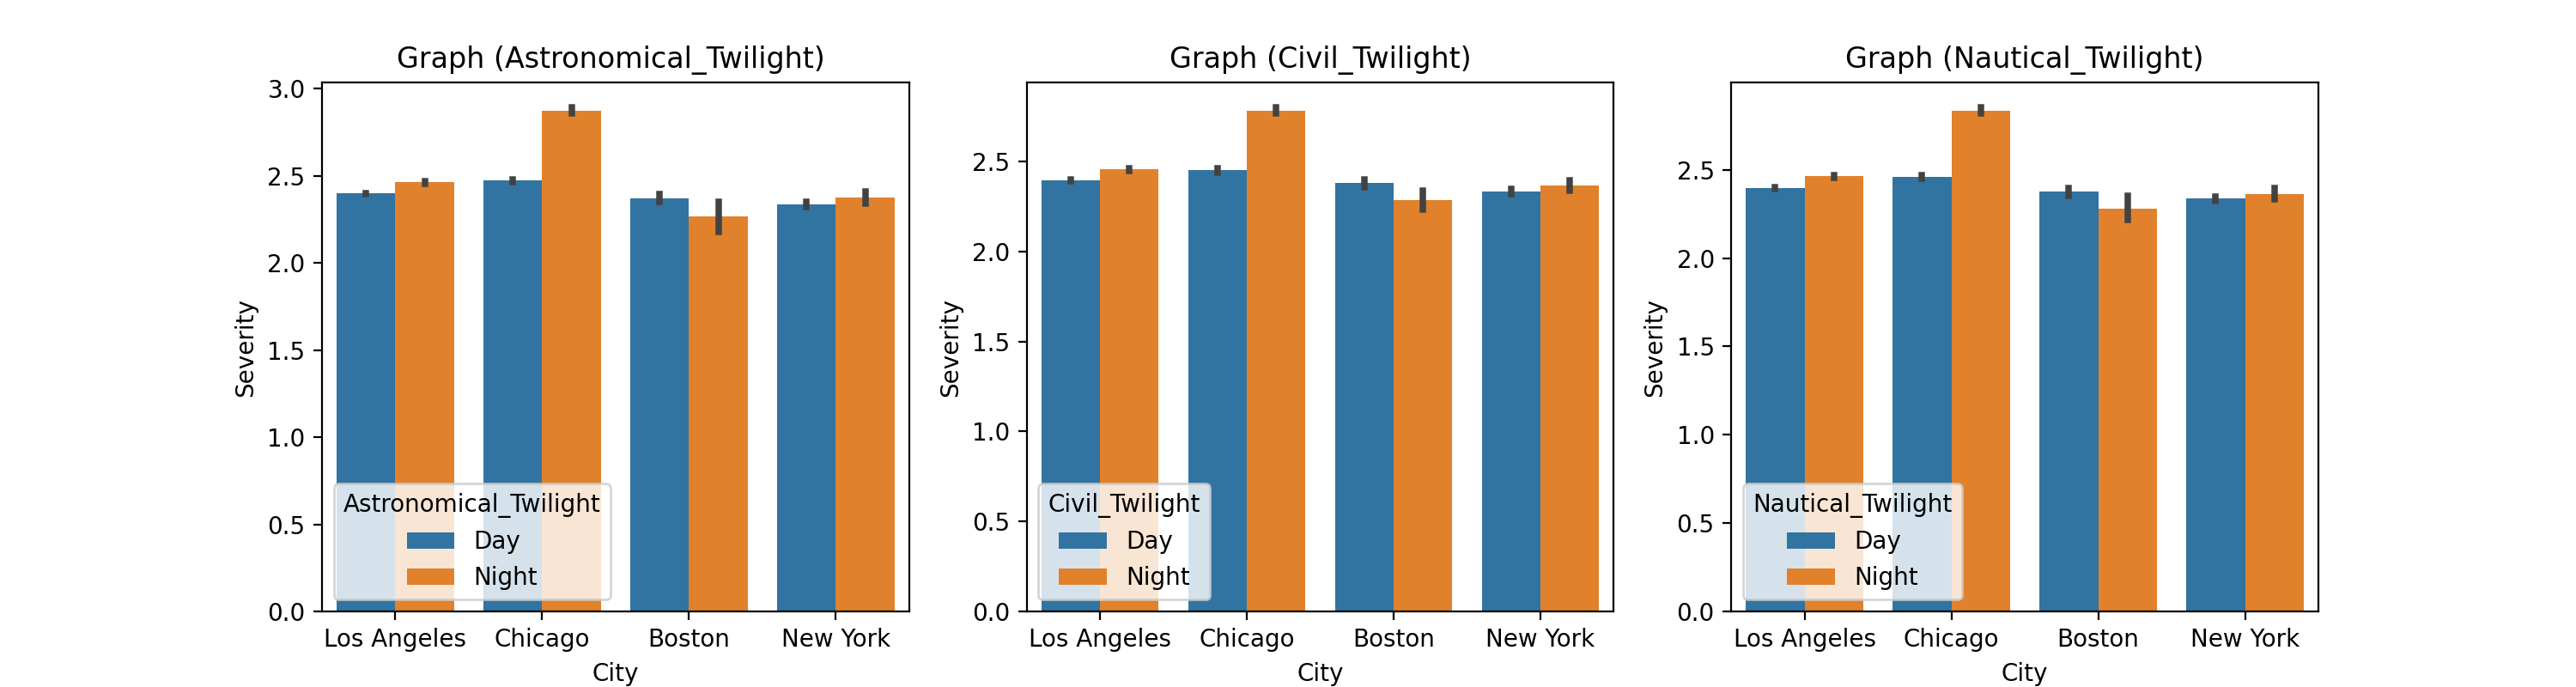 Graph (Astronomical_Twilight)
3.0
2.5
2.0
1.5
1.0
0.5
0.0
Severity
Astronomical_Twilight
Day
Night
Los Angeles Chicago Boston New York
City
Graph (Civil_Twilight)
2.5
2.0
1.5
1.0
0.5
0.0
Severity
Civil_Twilight
Day
Night
Los Angeles Chicago Boston New York
City
Graph (Nautical_Twilight)
2.5
2.0
1.5
1.0
0.5
0.0
Severity
Nautical_Twilight
Day
Night
Los Angeles Chicago Boston New York
City